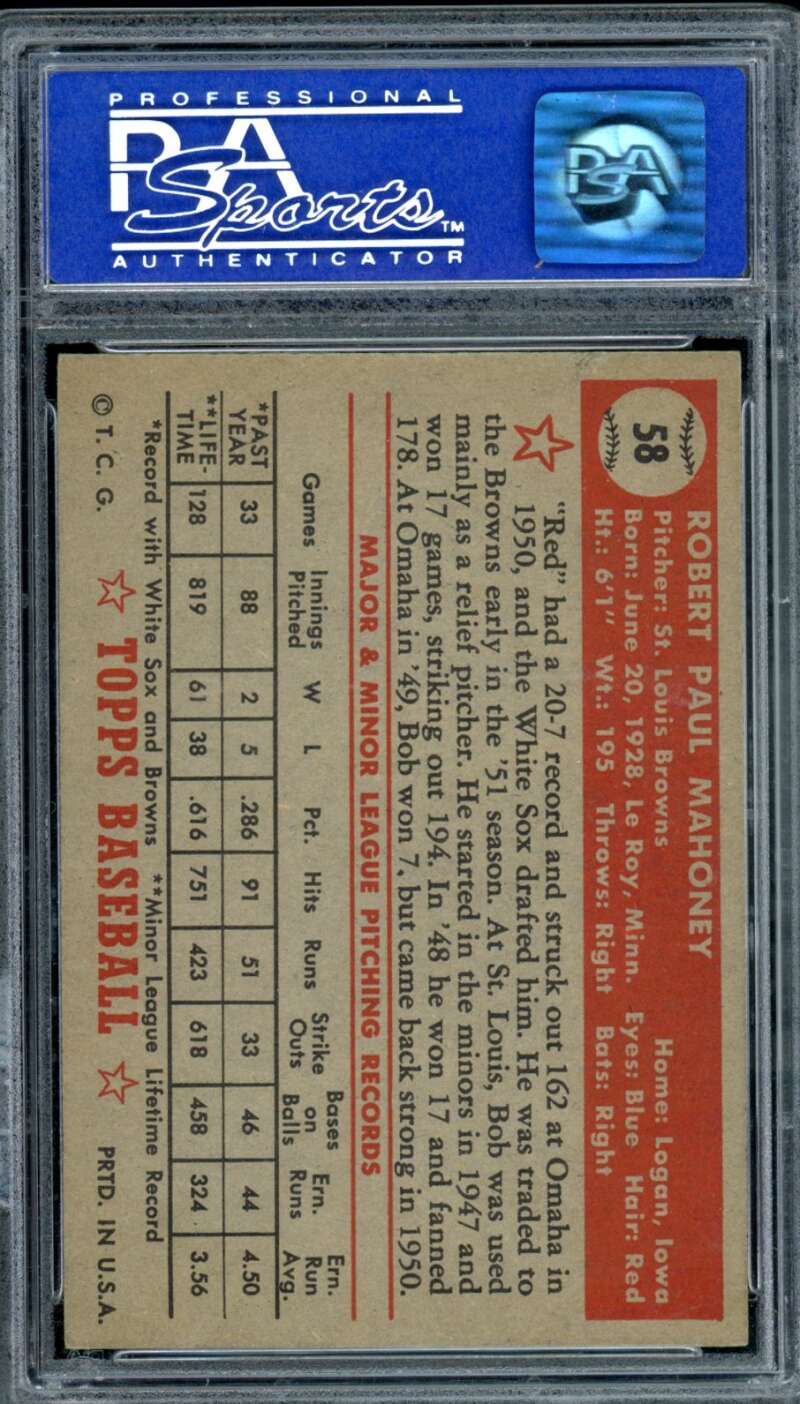 PROFESSIONAL
PSA
Sports™
AUTHENTICATOR
PSA
58
ROBERT PAUL MAHONEY
Pitcher: St. Louis Browns Home: Logan, Iowa
Born: June 20, 1928, Le Roy, Minn. Eyes: Blue Hair: Red
Ht.: 6'1" Wt.: 195 Throws: Right Bats: Right
"Red" had a 20-7 record and struck out 162 at Omaha in
1950, and the White Sox drafted him. He was traded to
the Browns early in the '51 season. At St. Louis, Bob was used
mainly as a relief pitcher. He started in the minors in 1947 and
won 17 games, striking out 194. In '48 he won 17 and fanned
178. At Omaha in '49, Bob won 7, but came back strong in 1950.
MAJOR & MINOR LEAGUE PITCHING RECORDS
Games Innings Pitched W L Pct. Hits Runs Strike Outs Bases on Balls Ern. Runs Ern. Run Avg.
*PAST YEAR 33 88 2 5 .286 91 51 33 46 44 4.50
**LIFE-TIME 128 819 61 38 .616 751 423 618 458 324 3.56
*Record with White Sox and Browns **Minor League Lifetime Record
© T. C. G. TOPPS BASEBALL PRTD. IN U.S.A.